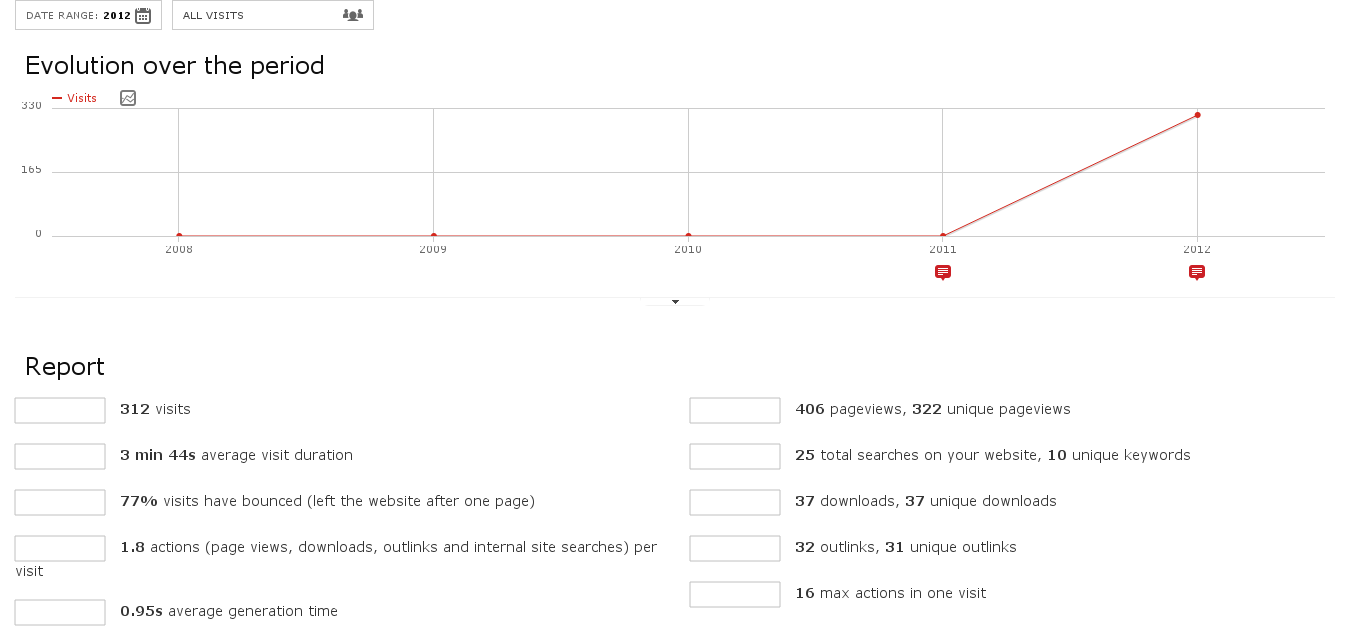 DATE RANGE: 2012
ALL VISITS
Evolution over the period
Visits
330
165
0
2008 2009 2010 2011 2012
Report
312 visits
3 min 44s average visit duration
77% visits have bounced (left the website after one page)
1.8 actions (page views, downloads, outlinks and internal site searches) per
visit
0.95s average generation time
406 pageviews, 322 unique pageviews
25 total searches on your website, 10 unique keywords
37 downloads, 37 unique downloads
32 outlinks, 31 unique outlinks
16 max actions in one visit